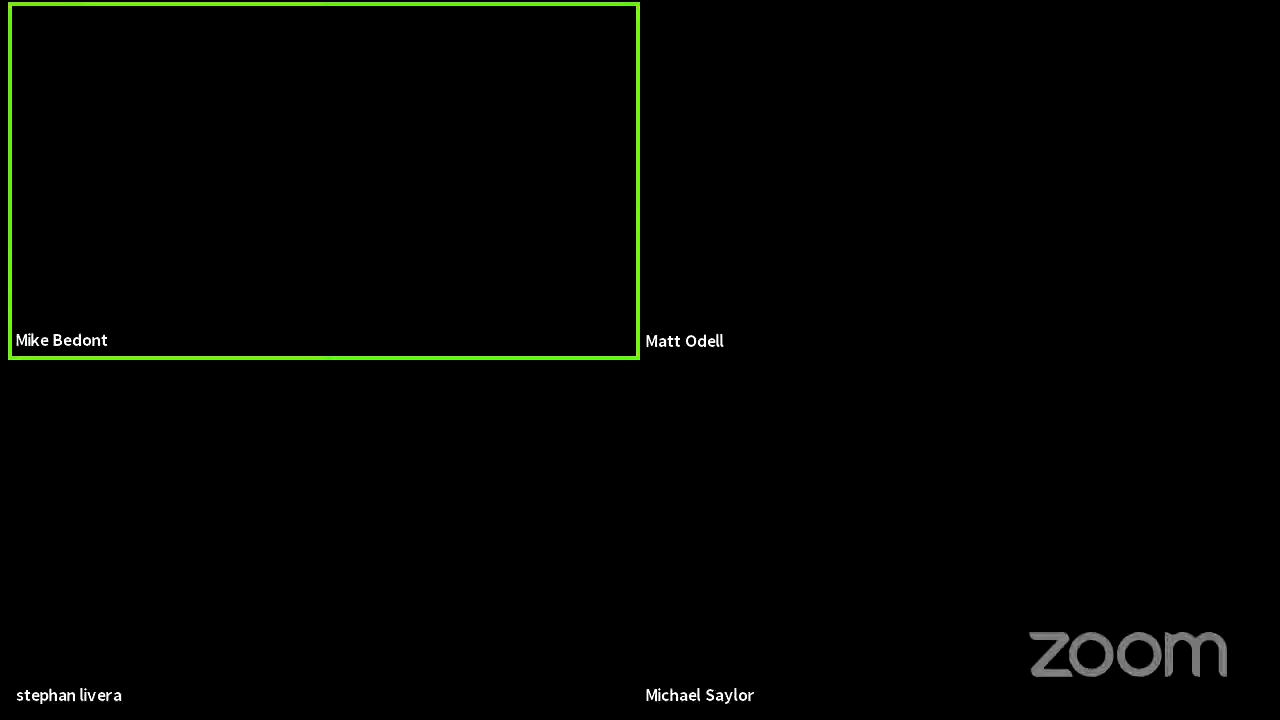 Mike Bedont
Matt Odell
stephan livera
Michael Saylor
zoom